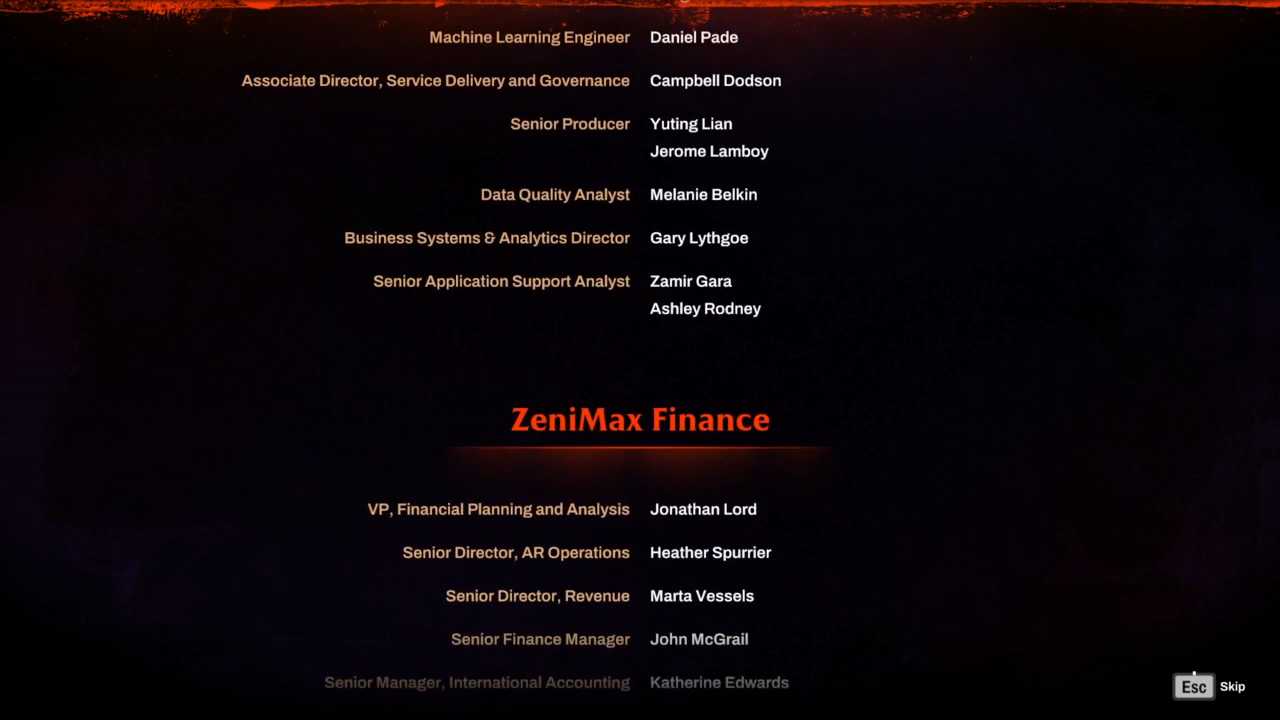 Machine Learning Engineer Daniel Pade
Associate Director, Service Delivery and Governance Campbell Dodson
Senior Producer Yuting Lian
Jerome Lamboy
Data Quality Analyst Melanie Belkin
Business Systems & Analytics Director Gary Lythgoe
Senior Application Support Analyst Zamir Gara
Ashley Rodney
ZeniMax Finance
VP, Financial Planning and Analysis Jonathan Lord
Senior Director, AR Operations Heather Spurrier
Senior Director, Revenue Marta Vessels
Senior Finance Manager John McGrail
Senior Manager, International Accounting Katherine Edwards
Esc Skip